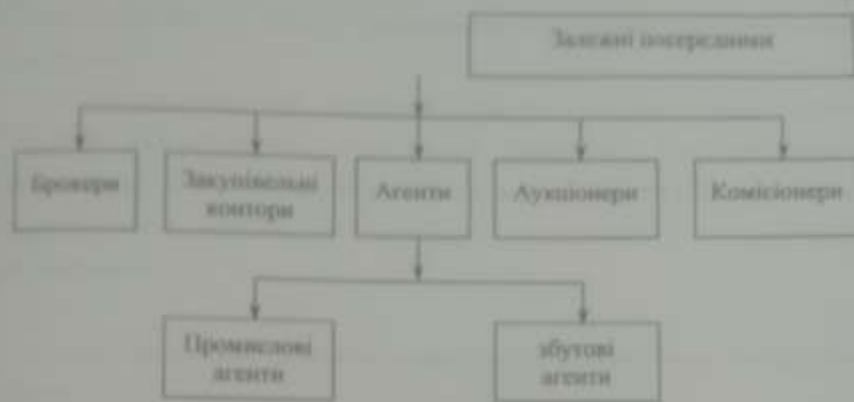 Залежні посередники
Брокери
Закупівельні
контори
Агенти
Аукціонери
Комісіонери
Промислові
агенти
збутові
агенти